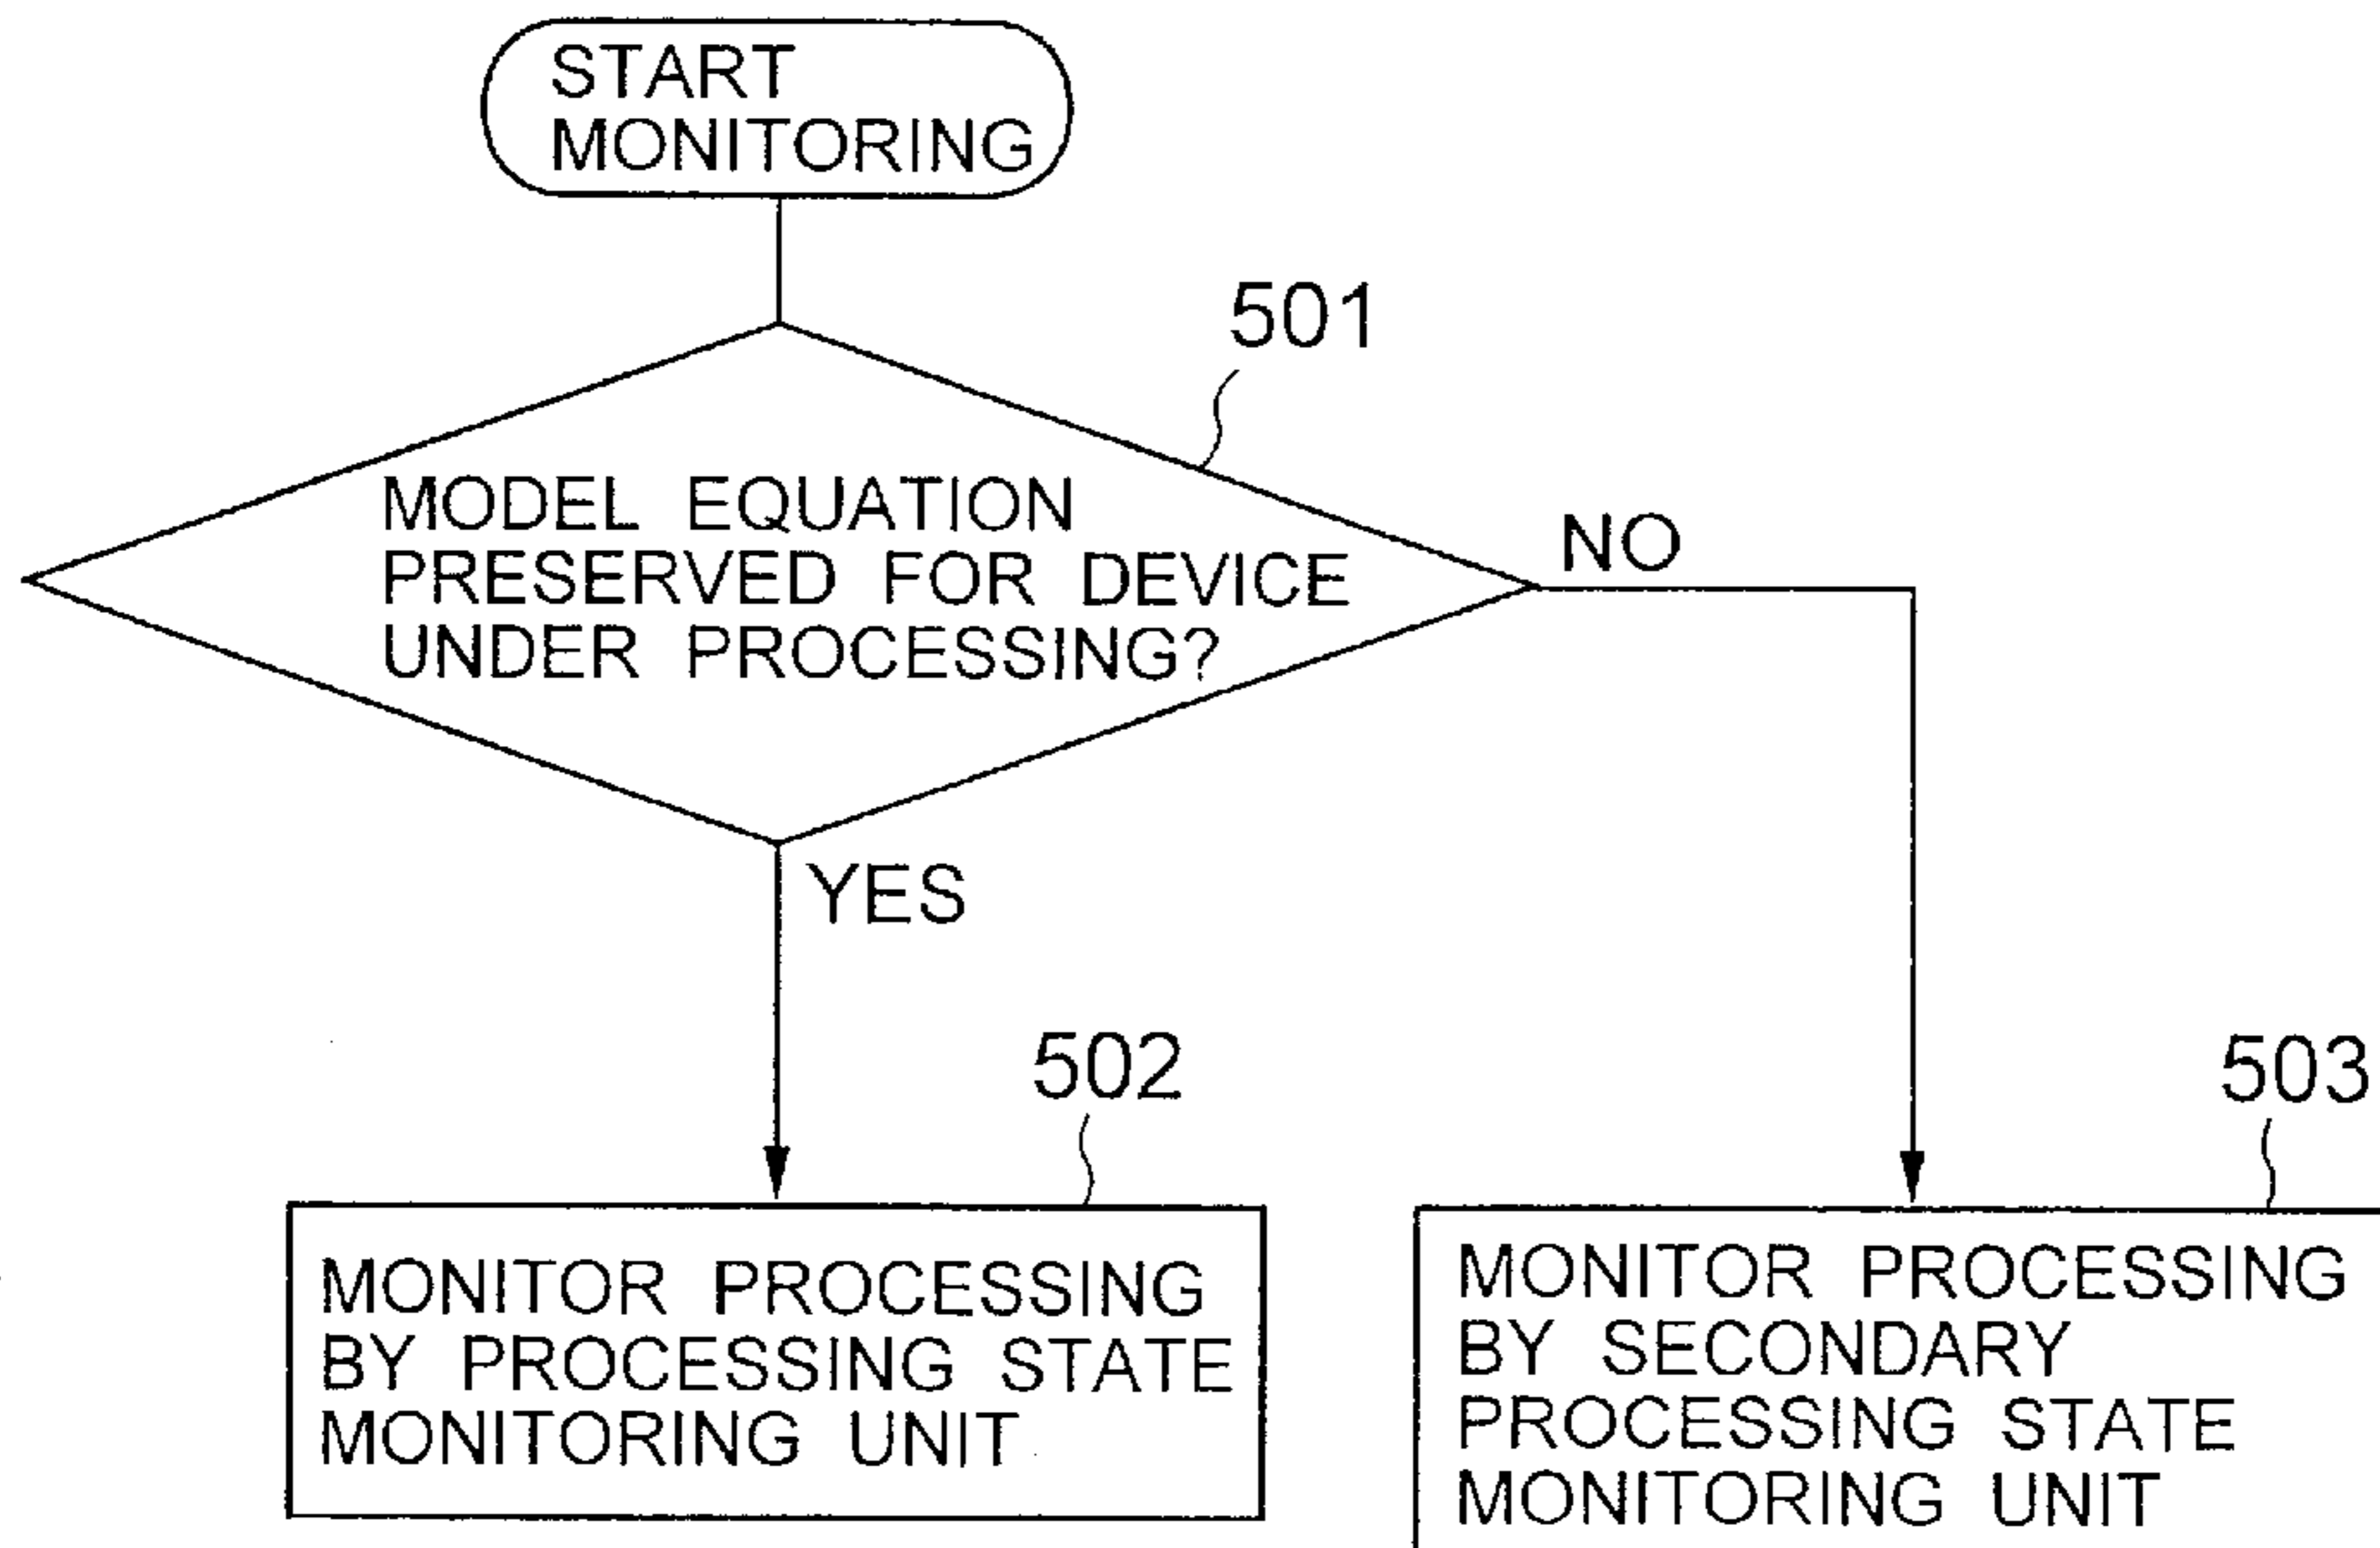 START
MONITORING
501
MODEL EQUATION
PRESERVED FOR DEVICE
UNDER PROCESSING?
NO
YES
502
MONITOR PROCESSING
BY PROCESSING STATE
MONITORING UNIT
503
MONITOR PROCESSING
BY SECONDARY
PROCESSING STATE
MONITORING UNIT